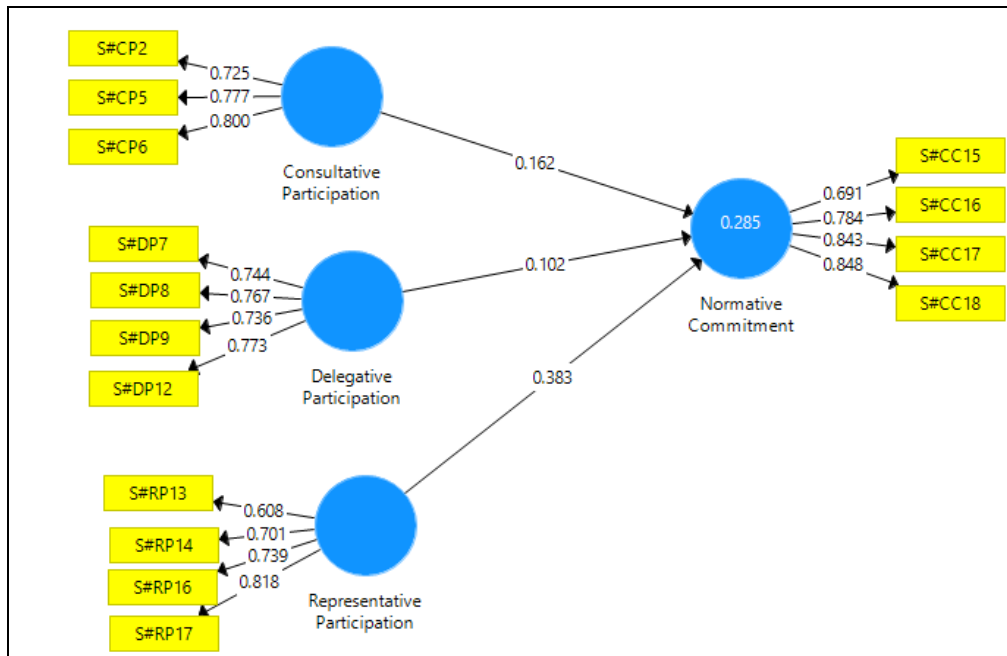 S#CP2
0.725
S#CP5
0.777
0.800
S#CP6
Consultative
Participation
0.162
S#DP7
0.744
S#DP8
0.767
S#DP9
0.736
0.773
S#DP12
Delegative
Participation
0.102
S#RP13
0.608
S#RP14
0.701
0.739
S#RP16
0.818
S#RP17
Representative
Participation
0.383
0.285
Normative
Commitment
S#CC15
0.691
0.784
S#CC16
0.843
S#CC17
0.848
S#CC18